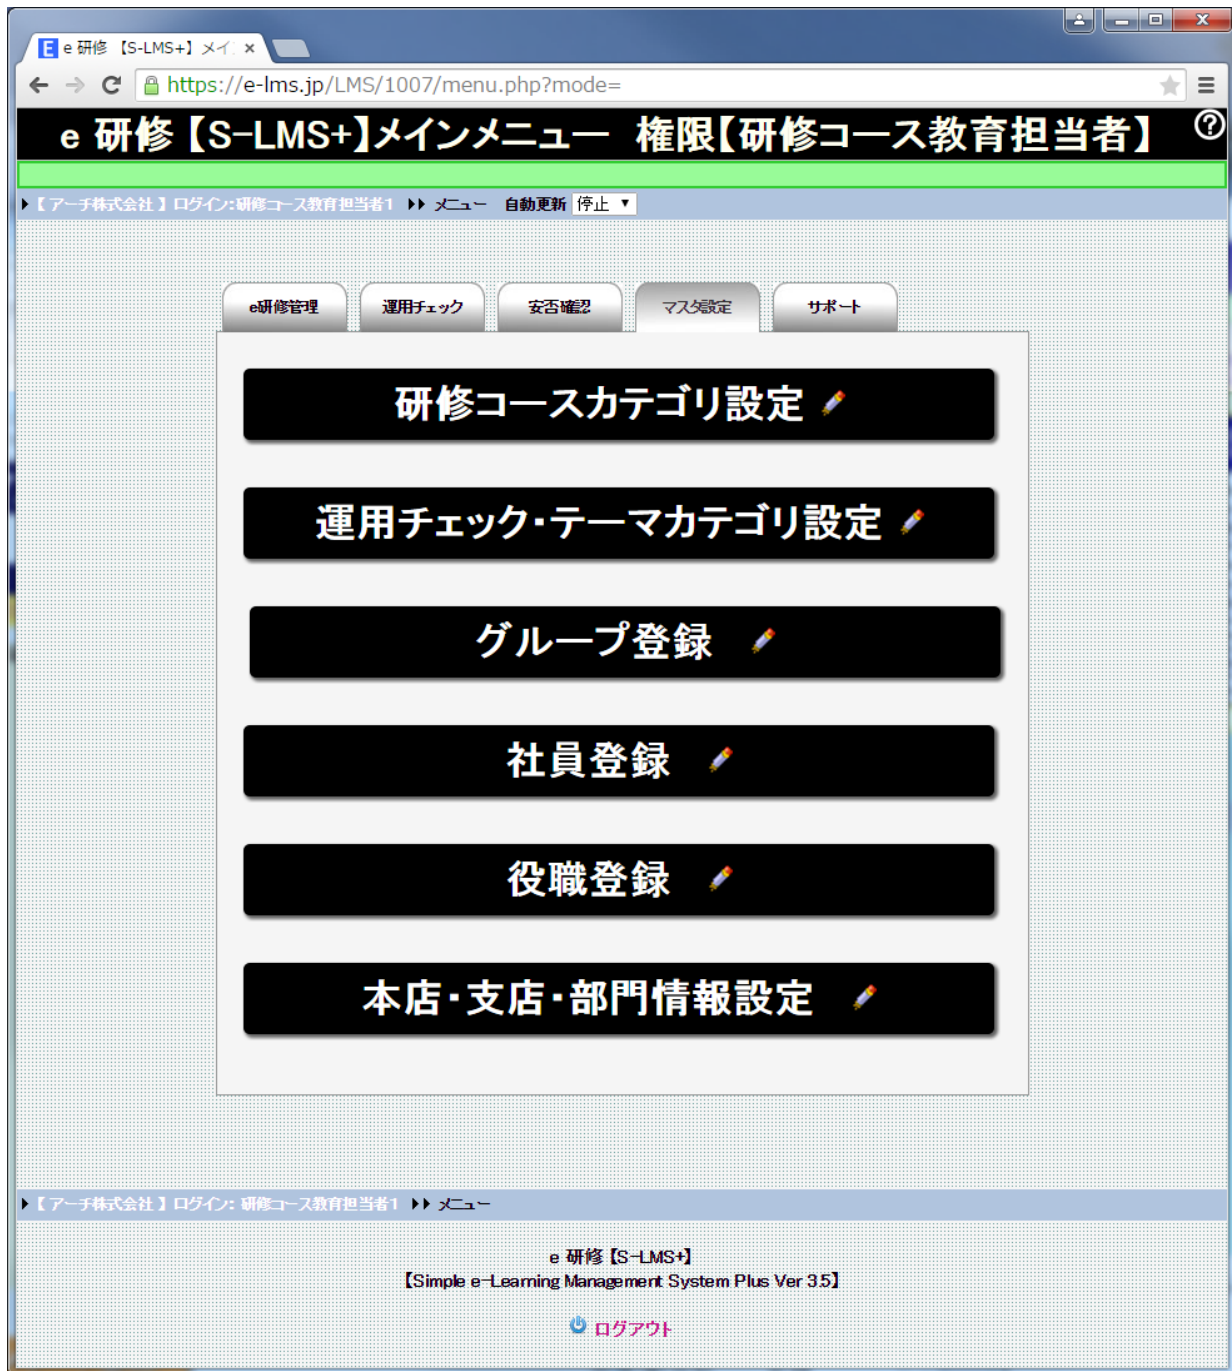 e 研修 【S-LMS+】 メイ
https://e-lms.jp/LMS/1007/menu.php?mode=
e 研修 【S-LMS+】メインメニュー 権限【研修コース教育担当者】
【 アーチ株式会社 】 ログイン:研修コース教育担当者1 メニュー 自動更新 停止
e研修管理 運用チェック 安否確認 マスタ設定 サポート
研修コースカテゴリ設定
運用チェック・テーマカテゴリ設定
グループ登録
社員登録
役職登録
本店・支店・部門情報設定
【 アーチ株式会社 】 ログイン: 研修コース教育担当者1 メニュー
e 研修 【S-LMS+】
【Simple e-Learning Management System Plus Ver 3.5】
ログアウト